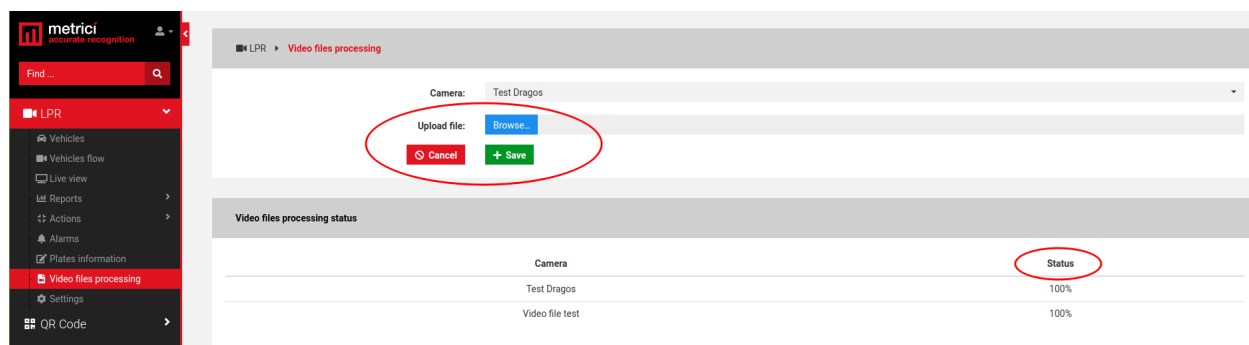 metrici
accurate recognition
Find ...
LPR
Vehicles
Vehicles flow
Live view
Reports
Actions
Alarms
Plates information
Video files processing
Settings
QR Code
LPR Video files processing
Camera: Test Dragos
Upload file: Browse...
Cancel + Save
Video files processing status
Camera Status
Test Dragos 100%
Video file test 100%